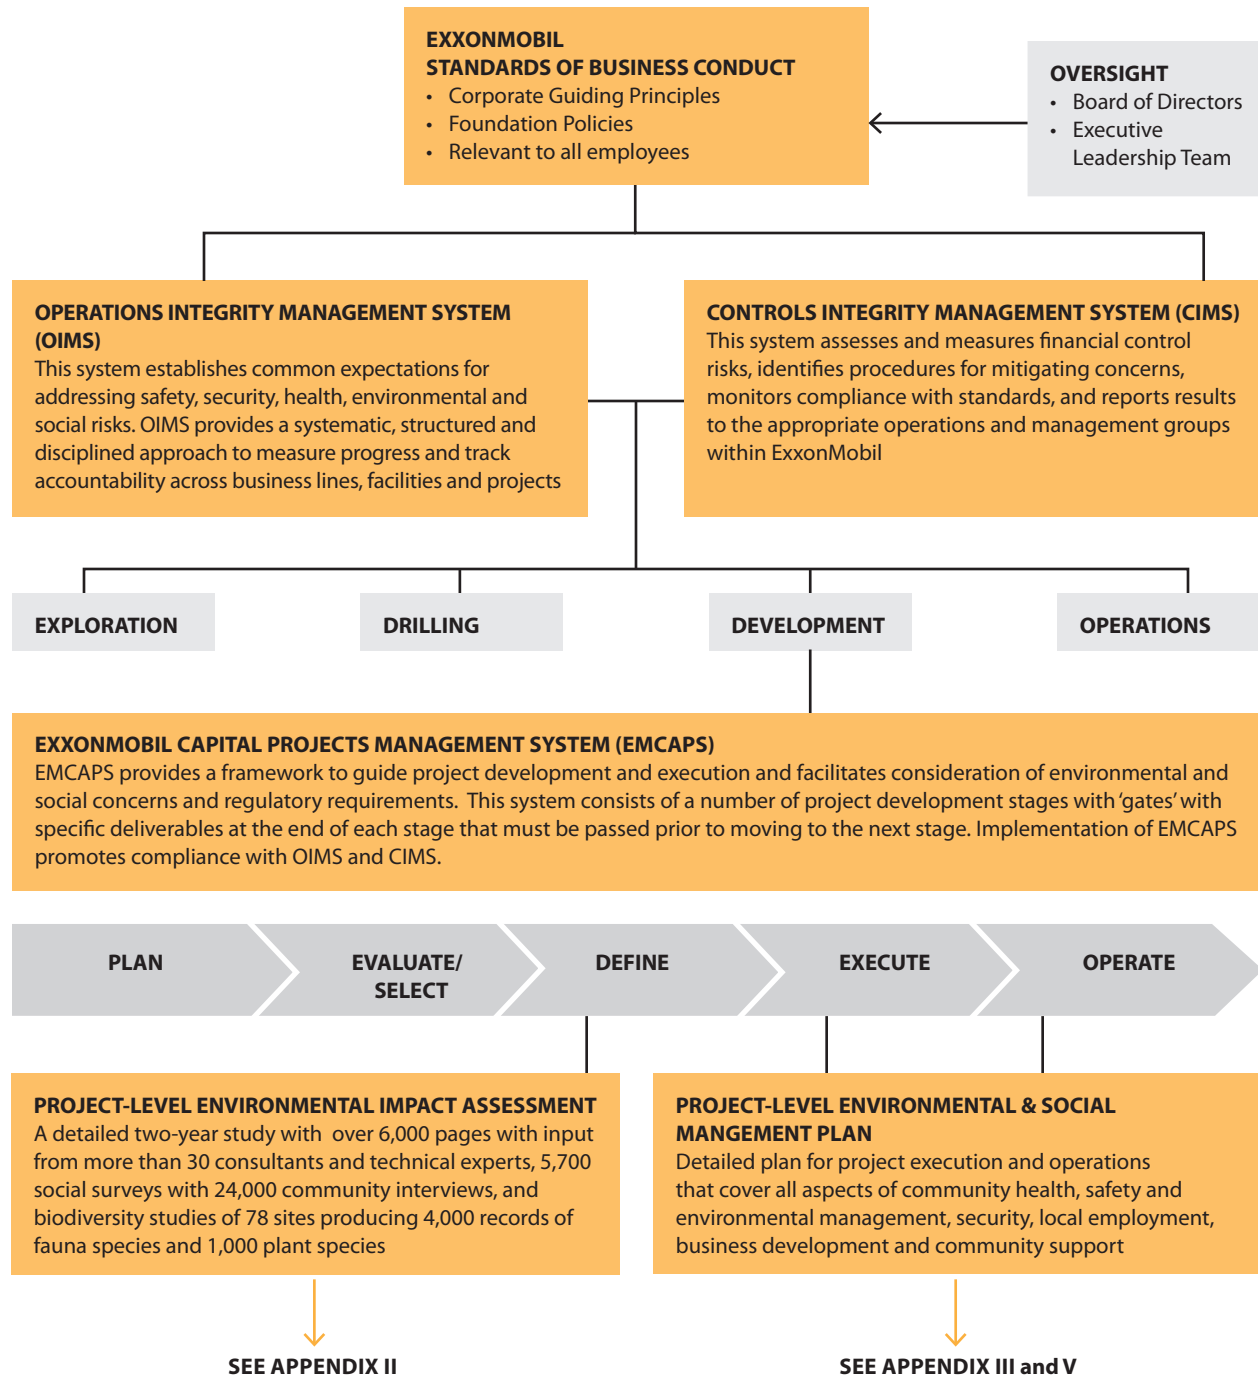 EXXONMOBIL
STANDARDS OF BUSINESS CONDUCT
• Corporate Guiding Principles
• Foundation Policies
• Relevant to all employees
OVERSIGHT
• Board of Directors
• Executive
Leadership Team
OPERATIONS INTEGRITY MANAGEMENT SYSTEM
(OIMS)
This system establishes common expectations for
addressing safety, security, health, environmental and
social risks. OIMS provides a systematic, structured and
disciplined approach to measure progress and track
accountability across business lines, facilities and projects
CONTROLS INTEGRITY MANAGEMENT SYSTEM (CIMS)
This system assesses and measures financial control
risks, identifies procedures for mitigating concerns,
monitors compliance with standards, and reports results
to the appropriate operations and management groups
within ExxonMobil
EXPLORATION
DRILLING
DEVELOPMENT
OPERATIONS
EXXONMOBIL CAPITAL PROJECTS MANAGEMENT SYSTEM (EMCAPS)
EMCAPS provides a framework to guide project development and execution and facilitates consideration of environmental and
social concerns and regulatory requirements. This system consists of a number of project development stages with ‘gates’ with
specific deliverables at the end of each stage that must be passed prior to moving to the next stage. Implementation of EMCAPS
promotes compliance with OIMS and CIMS.
PLAN
EVALUATE/
SELECT
DEFINE
EXECUTE
OPERATE
PROJECT-LEVEL ENVIRONMENTAL IMPACT ASSESSMENT
A detailed two-year study with over 6,000 pages with input
from more than 30 consultants and technical experts, 5,700
social surveys with 24,000 community interviews, and
biodiversity studies of 78 sites producing 4,000 records of
fauna species and 1,000 plant species
PROJECT-LEVEL ENVIRONMENTAL & SOCIAL
MANGEMENT PLAN
Detailed plan for project execution and operations
that cover all aspects of community health, safety and
environmental management, security, local employment,
business development and community support
SEE APPENDIX II
SEE APPENDIX III and V